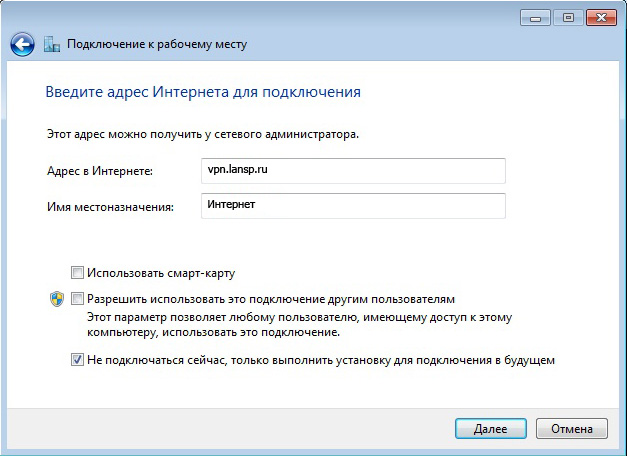 Подключение к рабочему месту
Введите адрес Интернета для подключения
Этот адрес можно получить у сетевого администратора.
Адрес в Интернете: vpn.lansp.ru
Имя местоназначения: Интернет
Использовать смарт-карту
Разрешить использовать это подключение другим пользователям
Этот параметр позволяет любому пользователю, имеющему доступ к этому
компьютеру, использовать это подключение.
Не подключаться сейчас, только выполнить установку для подключения в будущем
Далее Отмена